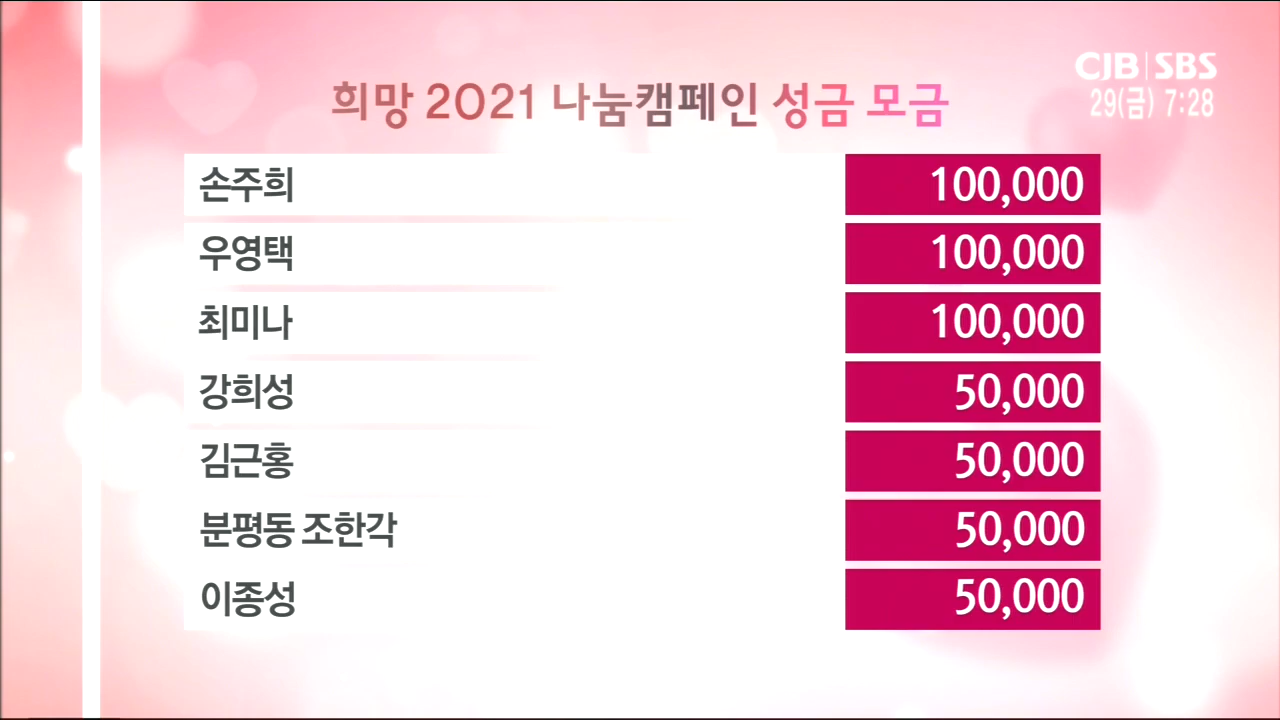 CJB SBS
29(금) 7:28
희망 2021 나눔캠페인 성금 모금
손주희 100,000
우영택 100,000
최미나 100,000
강희성 50,000
김근홍 50,000
분평동 조한각 50,000
이종성 50,000